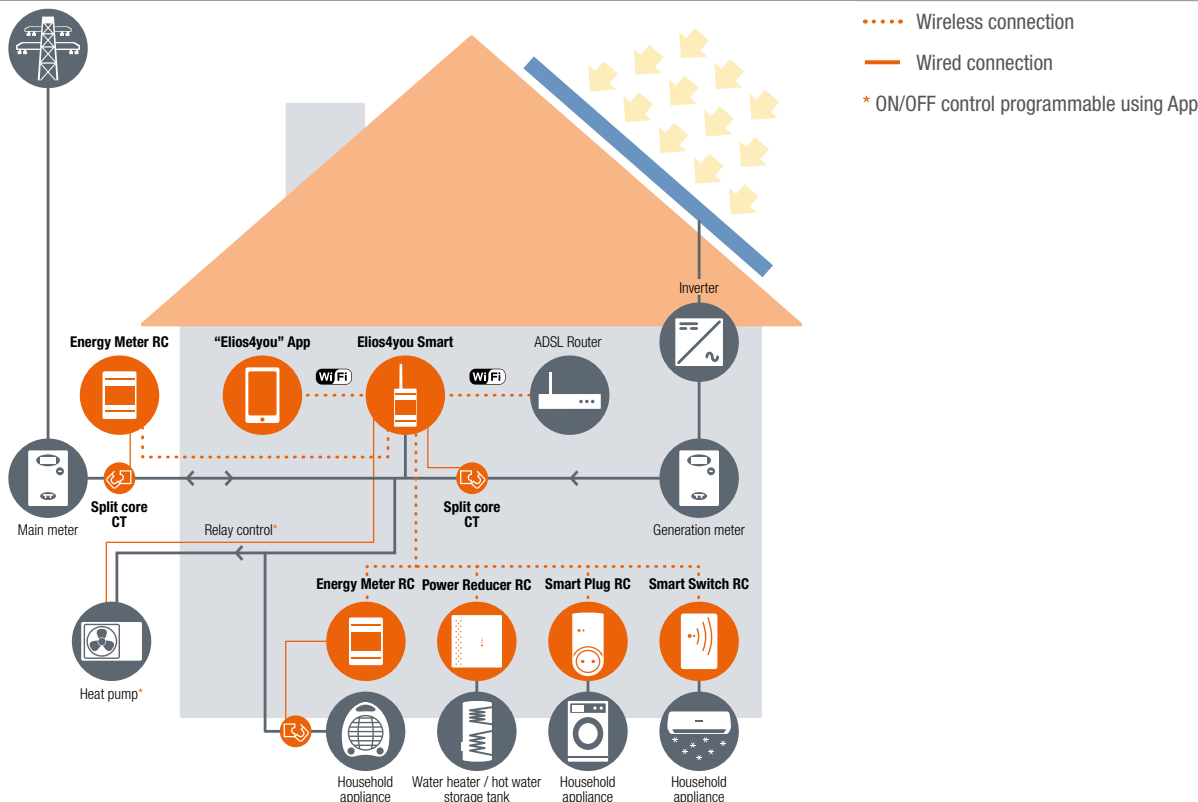 Wireless connection
Wired connection
* ON/OFF control programmable using App
Inverter
Energy Meter RC
“Elios4you” App
Elios4you Smart
ADSL Router
WiFi
WiFi
Main meter
Split core
CT
Split core
CT
Generation meter
Relay control*
Energy Meter RC
Power Reducer RC
Smart Plug RC
Smart Switch RC
Heat pump*
Household
appliance
Water heater / hot water
storage tank
Household
appliance
Household
appliance